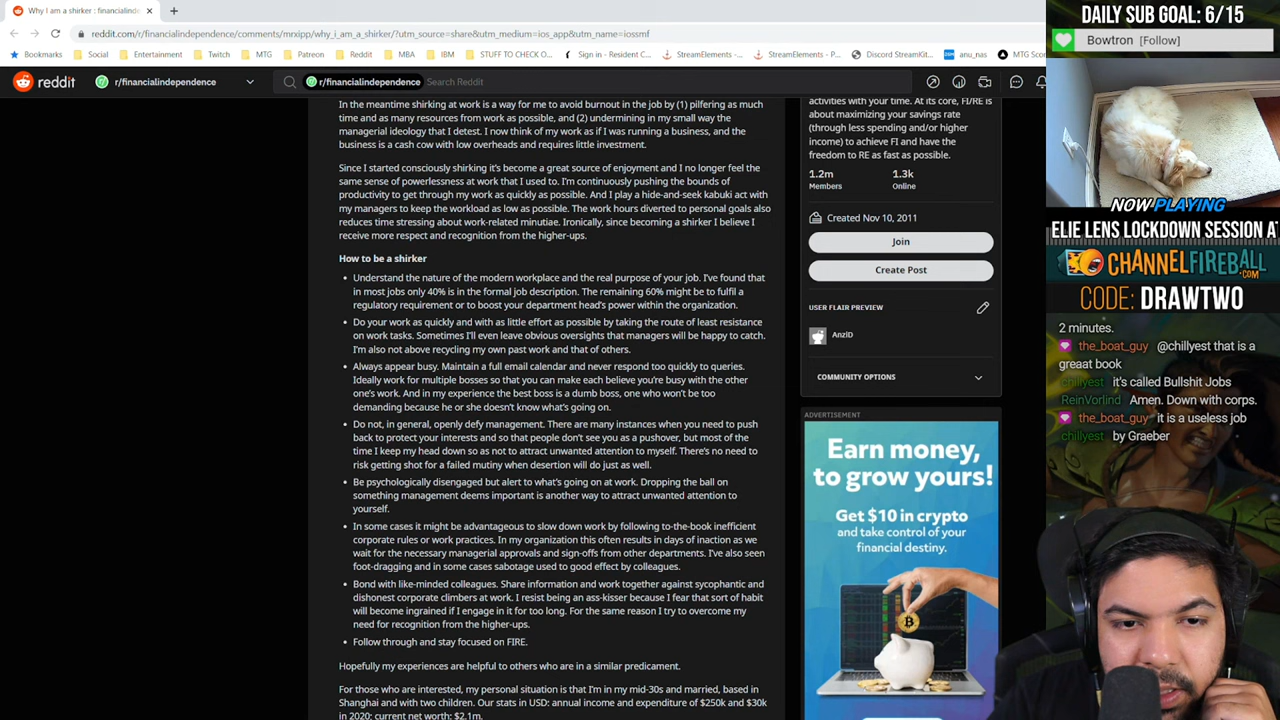 Why I am a shirker : financialinde
reddit.com/r/financialindependence/comments/mrxipp/why_i_am_a_shirker/?utm_source=share&utm_medium=ios_app&utm_name=iossmf
Bookmarks
Social
Entertainment
Twitch
MTG
Patreon
Reddit
MBA
IBM
STUFF TO CHECK O...
Sign in - Resident C...
StreamElements - ...
StreamElements - P...
Discord StreamKit...
anu_nas
MTG Sco
reddit
r/financialindependence
r/financialindependence
Search Reddit
In the meantime shirking at work is a way for me to avoid burnout in the job by (1) pilfering as much
time and as many resources from work as possible, and (2) undermining in my small way the
managerial ideology that I detest. I now think of my work as if I was running a business, and the
business is a cash cow with low overheads and requires little investment.
Since I started consciously shirking it's become a great source of enjoyment and I no longer feel the
same sense of powerlessness at work that I used to. I'm continuously pushing the bounds of
productivity to get through my work as quickly as possible. And I play a hide-and-seek kabuki act with
my managers to keep the workload as low as possible. The work hours diverted to personal goals also
reduces time stressing about work-related minutiae. Ironically, since becoming a shirker I believe I
receive more respect and recognition from the higher-ups.
How to be a shirker
• Understand the nature of the modern workplace and the real purpose of your job. I've found that
in most jobs only 40% is in the formal job description. The remaining 60% might be to fulfil a
regulatory requirement or to boost your department head's power within the organization.
• Do your work as quickly and with as little effort as possible by taking the route of least resistance
on work tasks. Sometimes I'll even leave obvious oversights that managers will be happy to catch.
I'm also not above recycling my own past work and that of others.
• Always appear busy. Maintain a full email calendar and never respond too quickly to queries.
Ideally work for multiple bosses so that you can make each believe you're busy with the other
one's work. And in my experience the best boss is a dumb boss, one who won't be too
demanding because he or she doesn't know what's going on.
• Do not, in general, openly defy management. There are many instances when you need to push
back to protect your interests and so that people don't see you as a pushover, but most of the
time I keep my head down so as not to attract unwanted attention to myself. There's no need to
risk getting shot for a failed mutiny when desertion will do just as well.
• Be psychologically disengaged but alert to what's going on at work. Dropping the ball on
something management deems important is another way to attract unwanted attention to
yourself.
• In some cases it might be advantageous to slow down work by following to-the-book inefficient
corporate rules or work practices. In my organization this often results in days of inaction as we
wait for the necessary managerial approvals and sign-offs from other departments. I've also seen
foot-dragging and in some cases sabotage used to good effect by colleagues.
• Bond with like-minded colleagues. Share information and work together against sycophantic and
dishonest corporate climbers at work. I resist being an ass-kisser because I fear that sort of habit
will become ingrained if I engage in it for too long. For the same reason I try to overcome my
need for recognition from the higher-ups.
• Follow through and stay focused on FIRE.
Hopefully my experiences are helpful to others who are in a similar predicament.
For those who are interested, my personal situation is that I'm in my mid-30s and married, based in
Shanghai and with two children. Our stats in USD: annual income and expenditure of $250k and $30k
in 2020; current net worth: $2.1m.
activities with your time. At its core, FI/RE is
about maximizing your savings rate
(through less spending and/or higher
income) to achieve FI and have the
freedom to RE as fast as possible.
1.2m
1.3k
Members
Online
Created Nov 10, 2011
Join
Create Post
USER FLAIR PREVIEW
AnziD
COMMUNITY OPTIONS
ADVERTISEMENT
Earn money,
to grow yours!
Get $10 in crypto
and take control of your
financial destiny.
DAILY SUB GOAL: 6/15
Bowtron [Follow]
NOW PLAYING
ELIE LENS LOCKDOWN SESSION A
CHANNELFIREBALL
.COM
CODE: DRAWTWO
2 minutes.
the_boat_guy @chillyest that is a
greaat book
chillyest it's called Bullshit Jobs
ReinVorlind Amen. Down with corps.
the_boat_guy it is a useless job
chillyest by Graeber